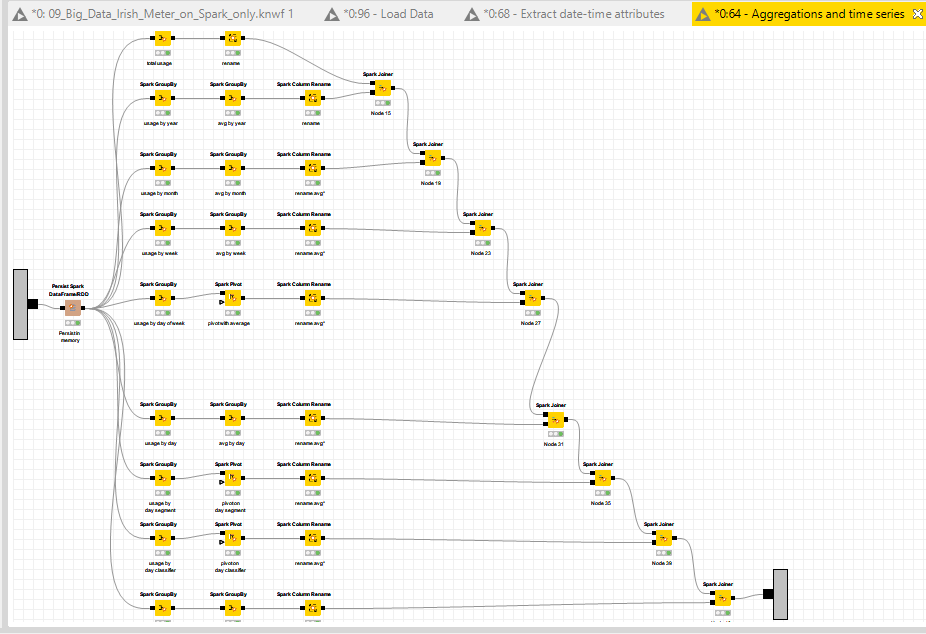 *0: 09_Big_Data_Irish_Meter_on_Spark_only.knwf 1
*0:96 - Load Data
*0:68 - Extract date-time attributes
*0:64 - Aggregations and time series
total usage
rename
Spark Joiner
Node 15
Spark GroupBy
Spark GroupBy
Spark Column Rename
usage by year
avg by year
rename
Spark Joiner
Node 19
Spark GroupBy
Spark GroupBy
Spark Column Rename
usage by month
avg by month
rename avg*
Spark Joiner
Node 23
Spark GroupBy
Spark GroupBy
Spark Column Rename
usage by week
avg by week
rename avg*
Persist Spark
DataFrame/RDD
Persist in
memory
Spark GroupBy
Spark Pivot
Spark Column Rename
usage by day of week
pivot with average
rename avg*
Spark Joiner
Node 27
Spark GroupBy
Spark GroupBy
Spark Column Rename
usage by day
avg by day
rename avg*
Spark Joiner
Node 31
Spark GroupBy
Spark Pivot
Spark Column Rename
usage by
day segment
pivot on
day segment
rename avg*
Spark Joiner
Node 35
Spark GroupBy
Spark Pivot
Spark Column Rename
usage by
day classifier
pivot on
day classifier
rename avg*
Spark Joiner
Node 39
Spark GroupBy
Spark GroupBy
Spark Column Rename
Spark Joiner